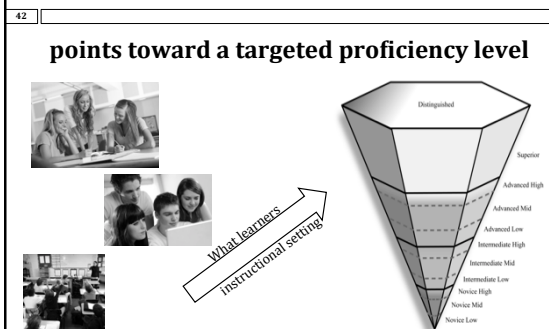 42
points toward a targeted proficiency level
What learners
instructional setting
Distinguished
Superior
Advanced High
Advanced Mid
Advanced Low
Intermediate High
Intermediate Mid
Intermediate Low
Novice High
Novice Mid
Novice Low